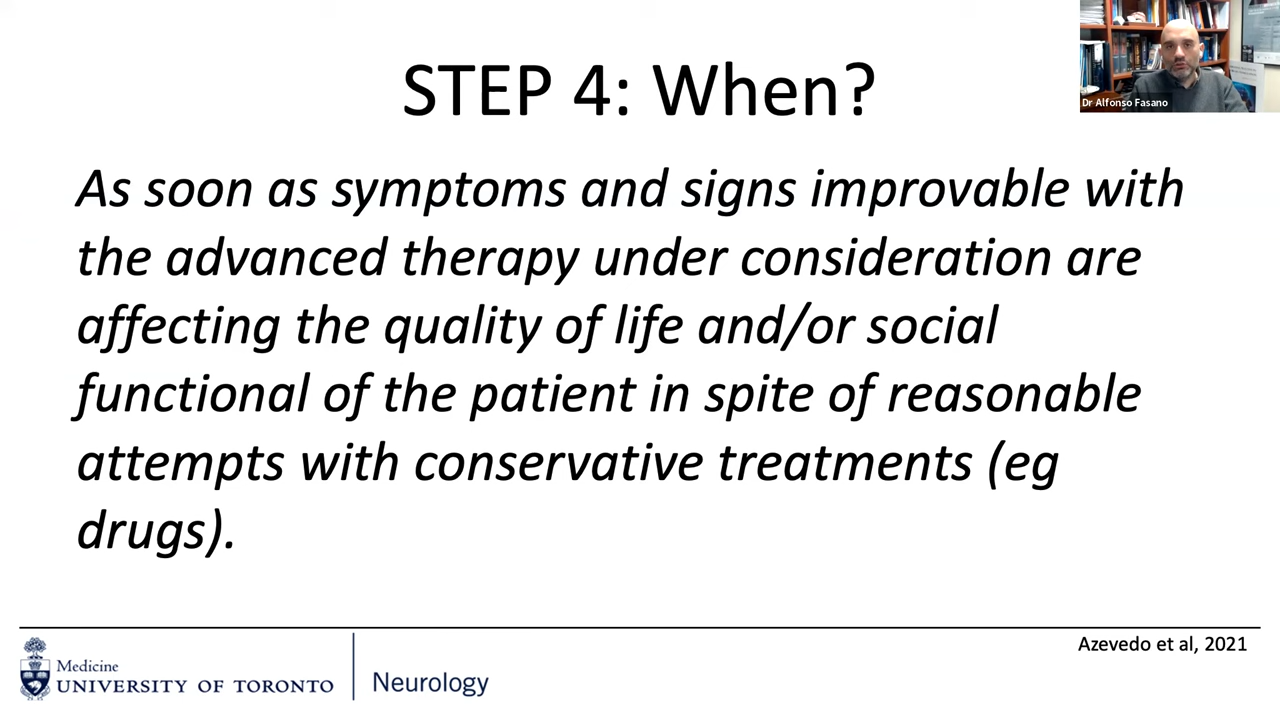 STEP 4: When?
Dr Alfonso Fasano
As soon as symptoms and signs improvable with
the advanced therapy under consideration are
affecting the quality of life and/or social
functional of the patient in spite of reasonable
attempts with conservative treatments (eg
drugs).
Azevedo et al, 2021
Medicine
UNIVERSITY OF TORONTO
Neurology